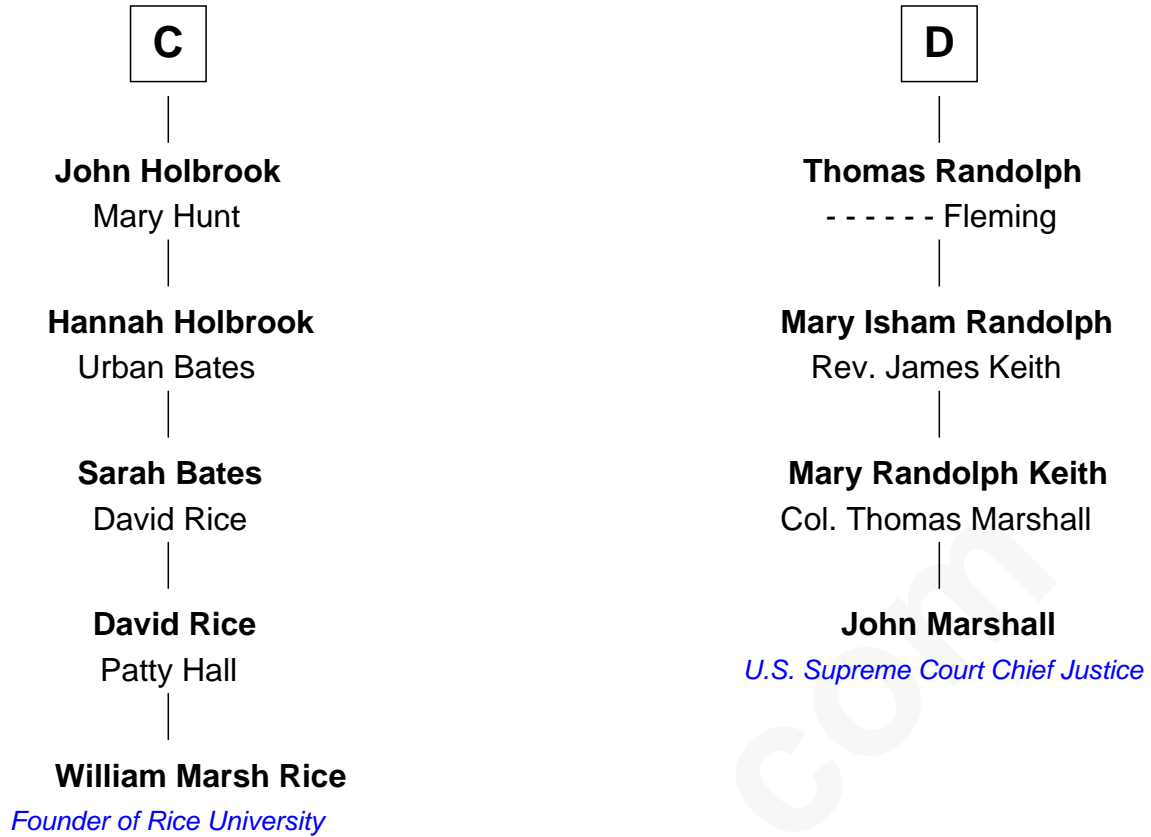 C
John Holbrook
Mary Hunt
Hannah Holbrook
Urban Bates
Sarah Bates
David Rice
David Rice
Patty Hall
William Marsh Rice
Founder of Rice University
D
Thomas Randolph
- - - - - - Fleming
Mary Isham Randolph
Rev. James Keith
Mary Randolph Keith
Col. Thomas Marshall
John Marshall
U.S. Supreme Court Chief Justice
com